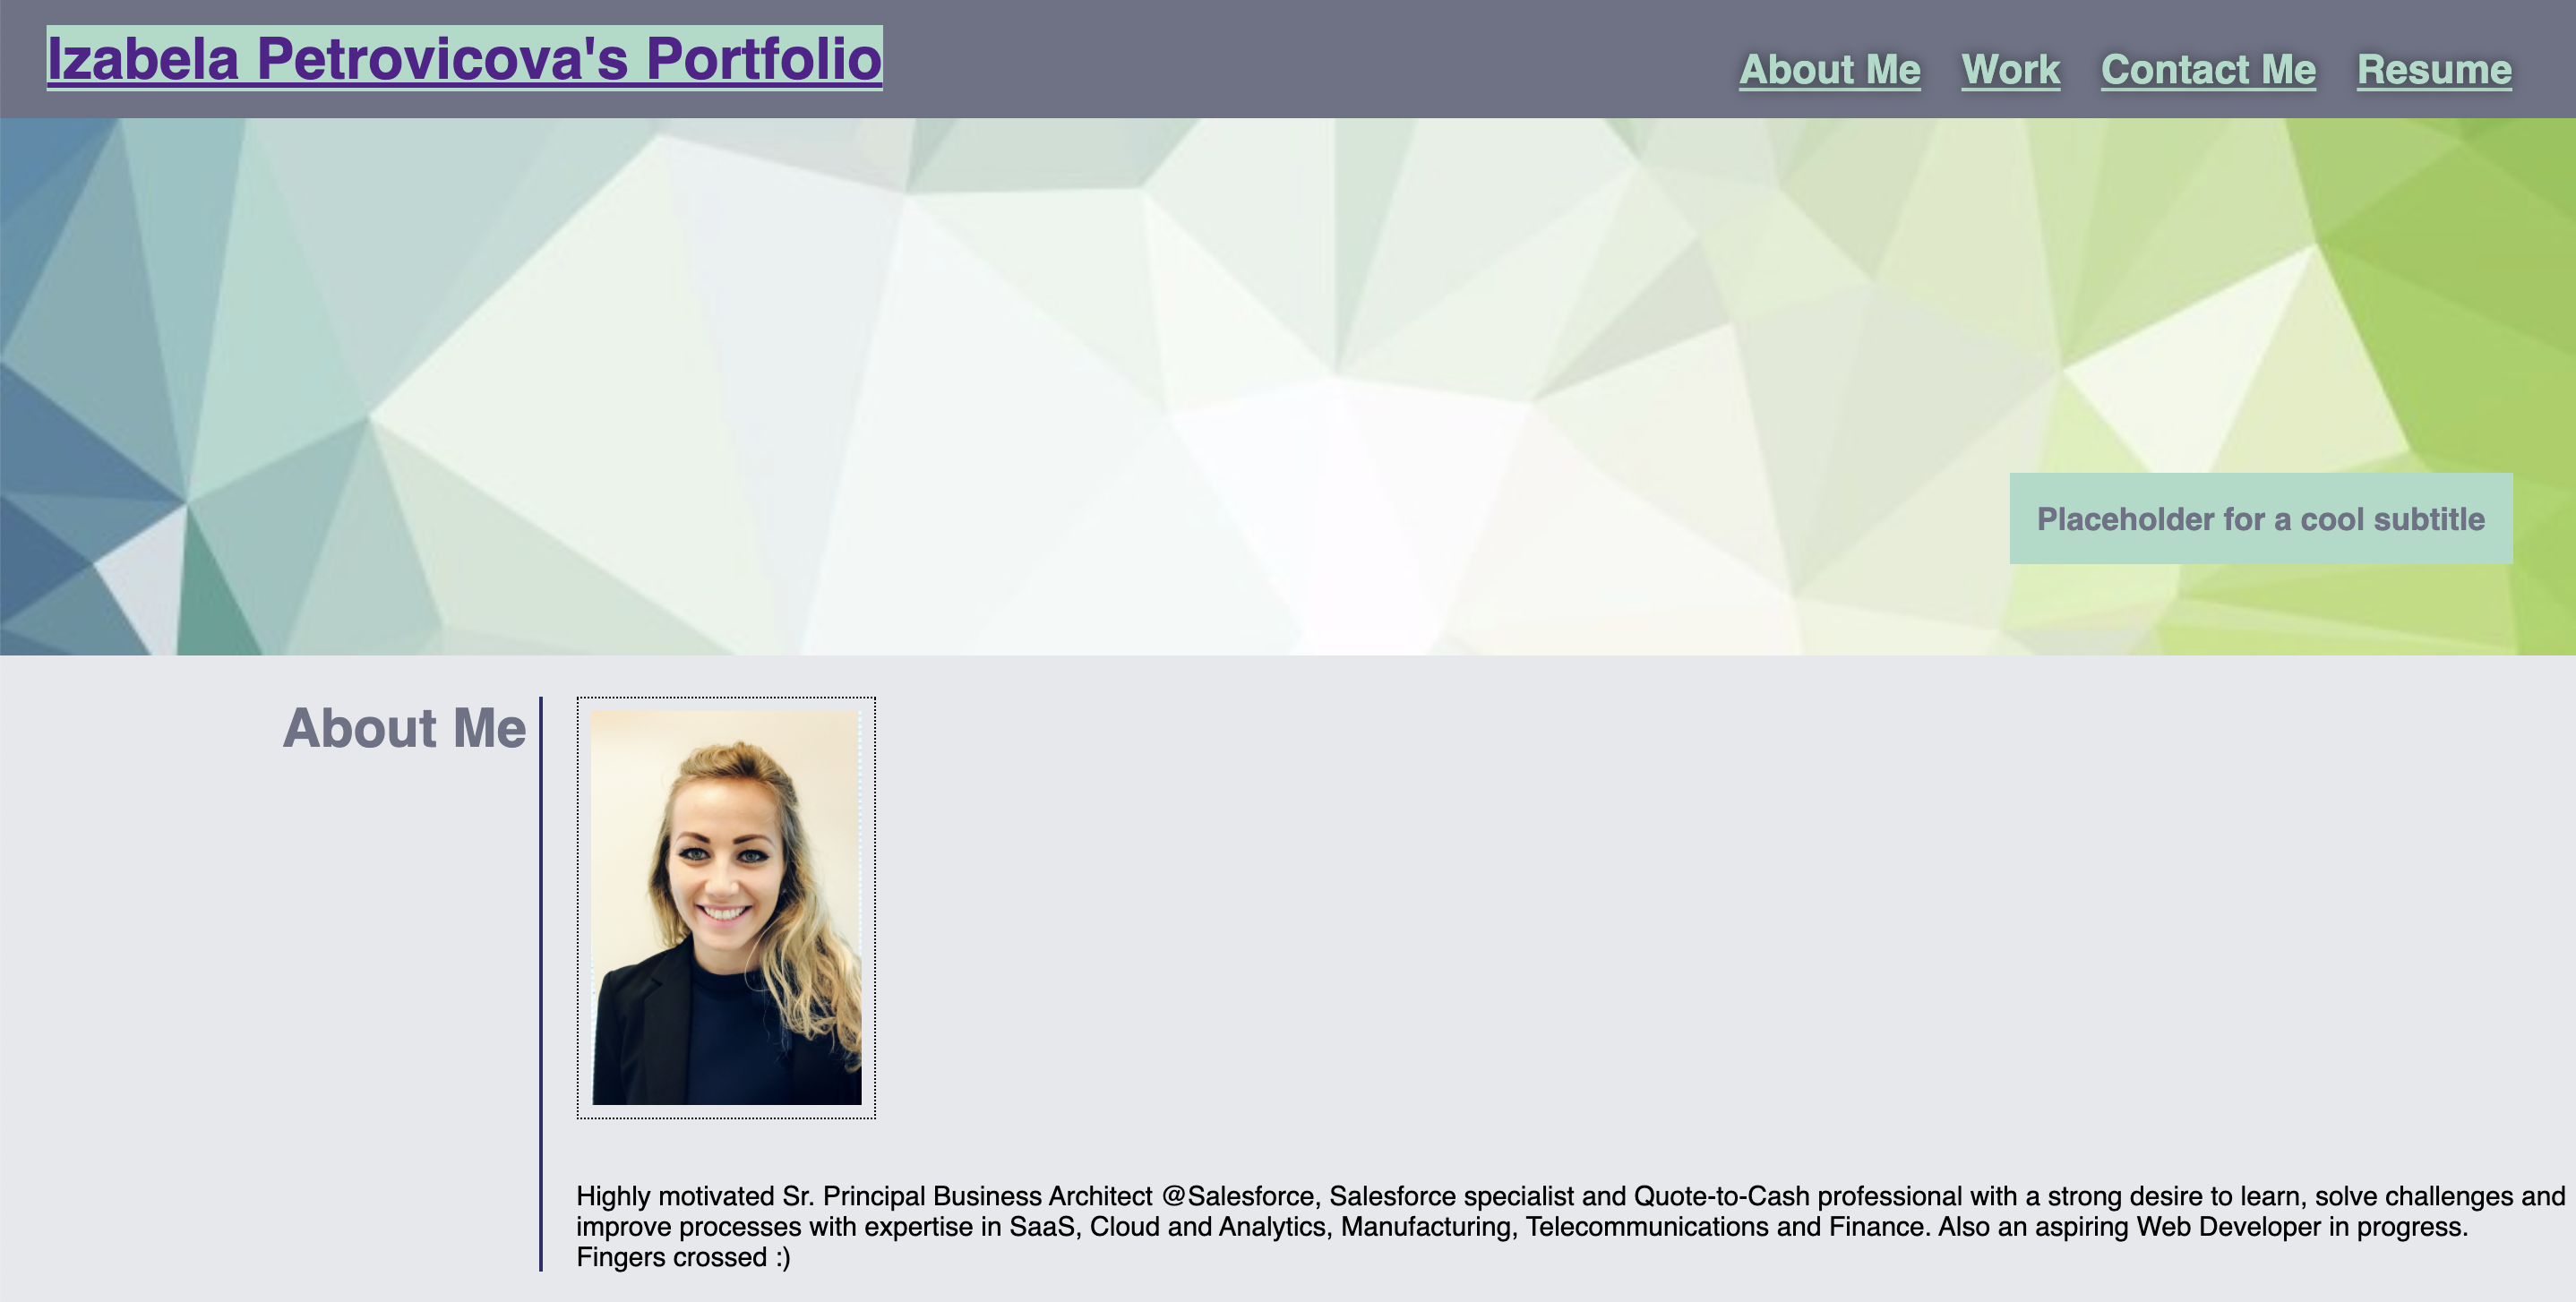 Izabela Petrovicova's Portfolio
About Me Work Contact Me Resume
Placeholder for a cool subtitle
About Me
Highly motivated Sr. Principal Business Architect @Salesforce, Salesforce specialist and Quote-to-Cash professional with a strong desire to learn, solve challenges and
improve processes with expertise in SaaS, Cloud and Analytics, Manufacturing, Telecommunications and Finance. Also an aspiring Web Developer in progress.
Fingers crossed :)